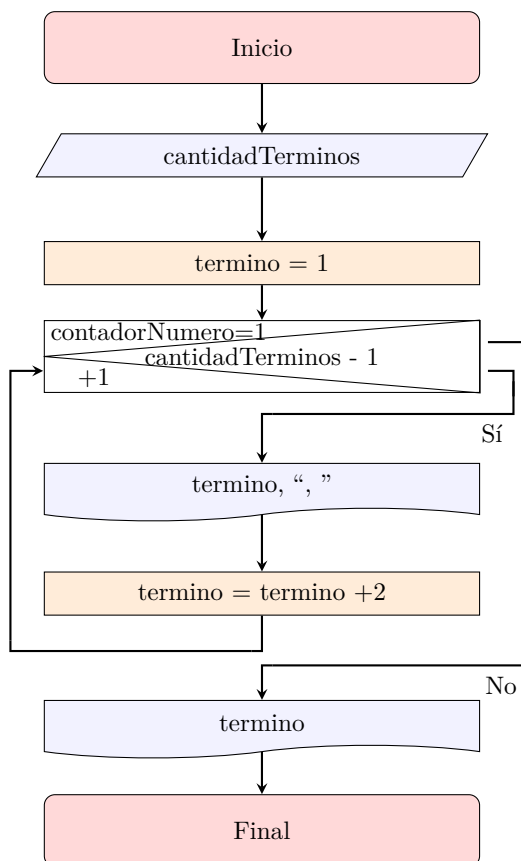 Inicio
cantidadTerminos
termino = 1
contadorNumero=1
cantidadTerminos - 1
+1
Sí
termino, “, ”
termino = termino +2
No
termino
Final